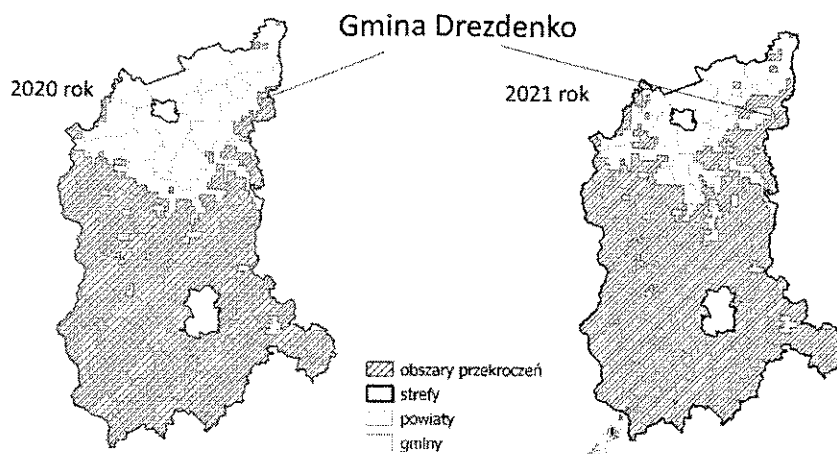 Gmina Drezdenko
2020 rok
2021 rok
obszary przekroczeń
strefy
powiaty
gminy